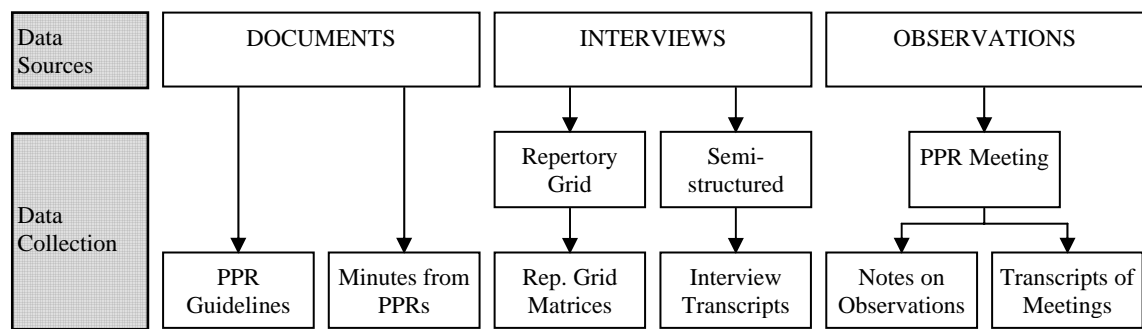 Data
Sources
DOCUMENTS
INTERVIEWS
OBSERVATIONS
Data
Collection
Repertory
Grid
Semi-
structured
PPR Meeting
PPR
Guidelines
Minutes from
PPRs
Rep. Grid
Matrices
Interview
Transcripts
Notes on
Observations
Transcripts of
Meetings